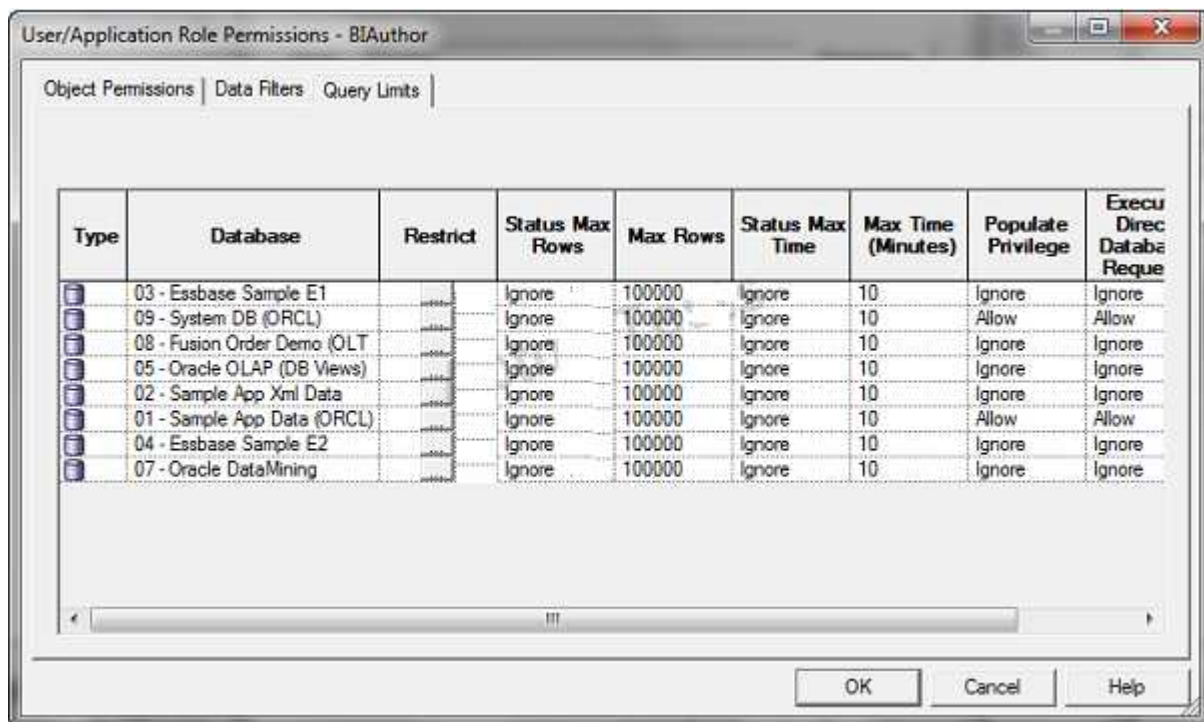 User/Application Role Permissions - BIAuthor
Object Permissions Data Filters Query Limits
Type Database Restrict Status Max Rows Max Rows Status Max Time Max Time (Minutes) Populate Privilege Execu Direc Databa Reque
03 - Essbase Sample E1 ... Ignore 100000 Ignore 10 Ignore Ignore
09 - System DB (ORCL) ... Ignore 100000 Ignore 10 Allow Allow
08 - Fusion Order Demo (OLT ... Ignore 100000 Ignore 10 Ignore Ignore
05 - Oracle OLAP (DB Views) ... Ignore 100000 Ignore 10 Ignore Ignore
02 - Sample App Xml Data ... Ignore 100000 Ignore 10 Ignore Ignore
01 - Sample App Data (ORCL) ... Ignore 100000 Ignore 10 Allow Allow
04 - Essbase Sample E2 ... Ignore 100000 Ignore 10 Ignore Ignore
07 - Oracle DataMining ... Ignore 100000 Ignore 10 Ignore Ignore
OK Cancel Help